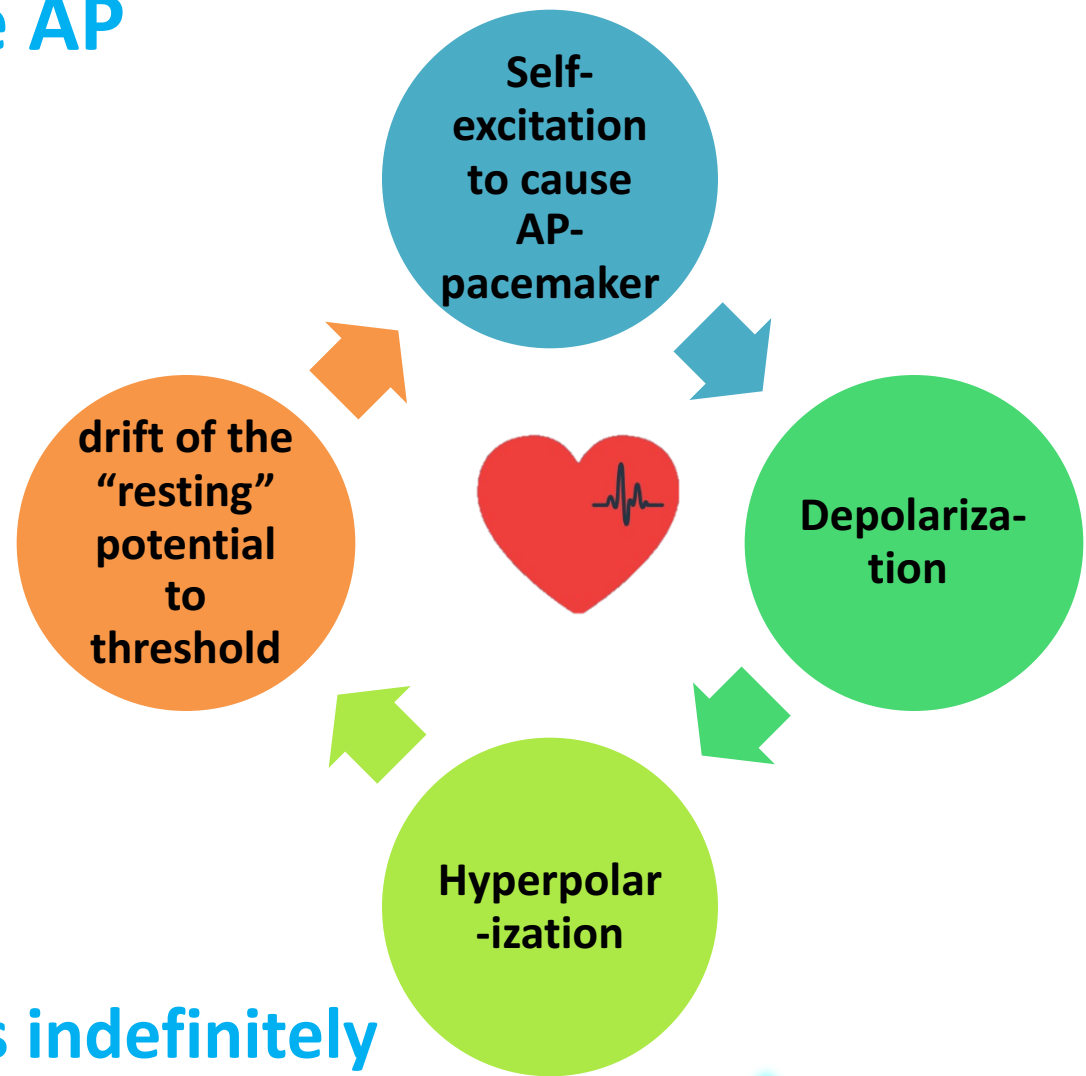 e AP
Self-
excitation
to cause
AP-
pacemaker
Depolariza-
tion
Hyperpolar
-ization
drift of the
“resting”
potential
to
threshold
s indefinitely